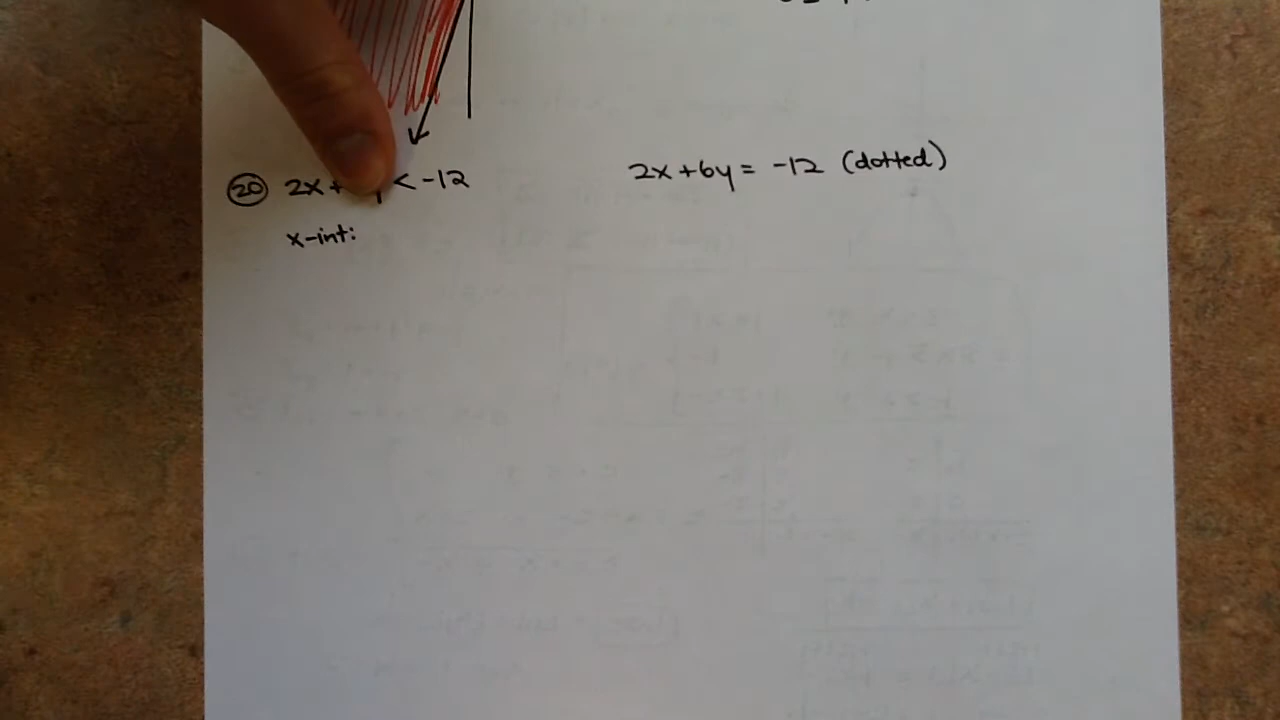 20 2x + y < -12
2x + 6y = -12 (dotted)
x-int: